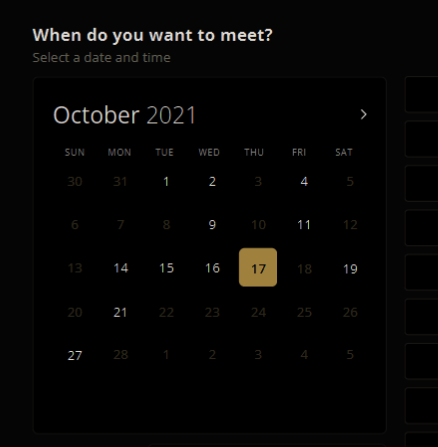 When do you want to meet?
Select a date and time
October 2021 >
SUN MON TUE WED THU FRI SAT
30 31 1 2 3 4 5
6 7 8 9 10 11 12
13 14 15 16 17 18 19
20 21 22 23 24 25 26
27 28 1 2 3 4 5